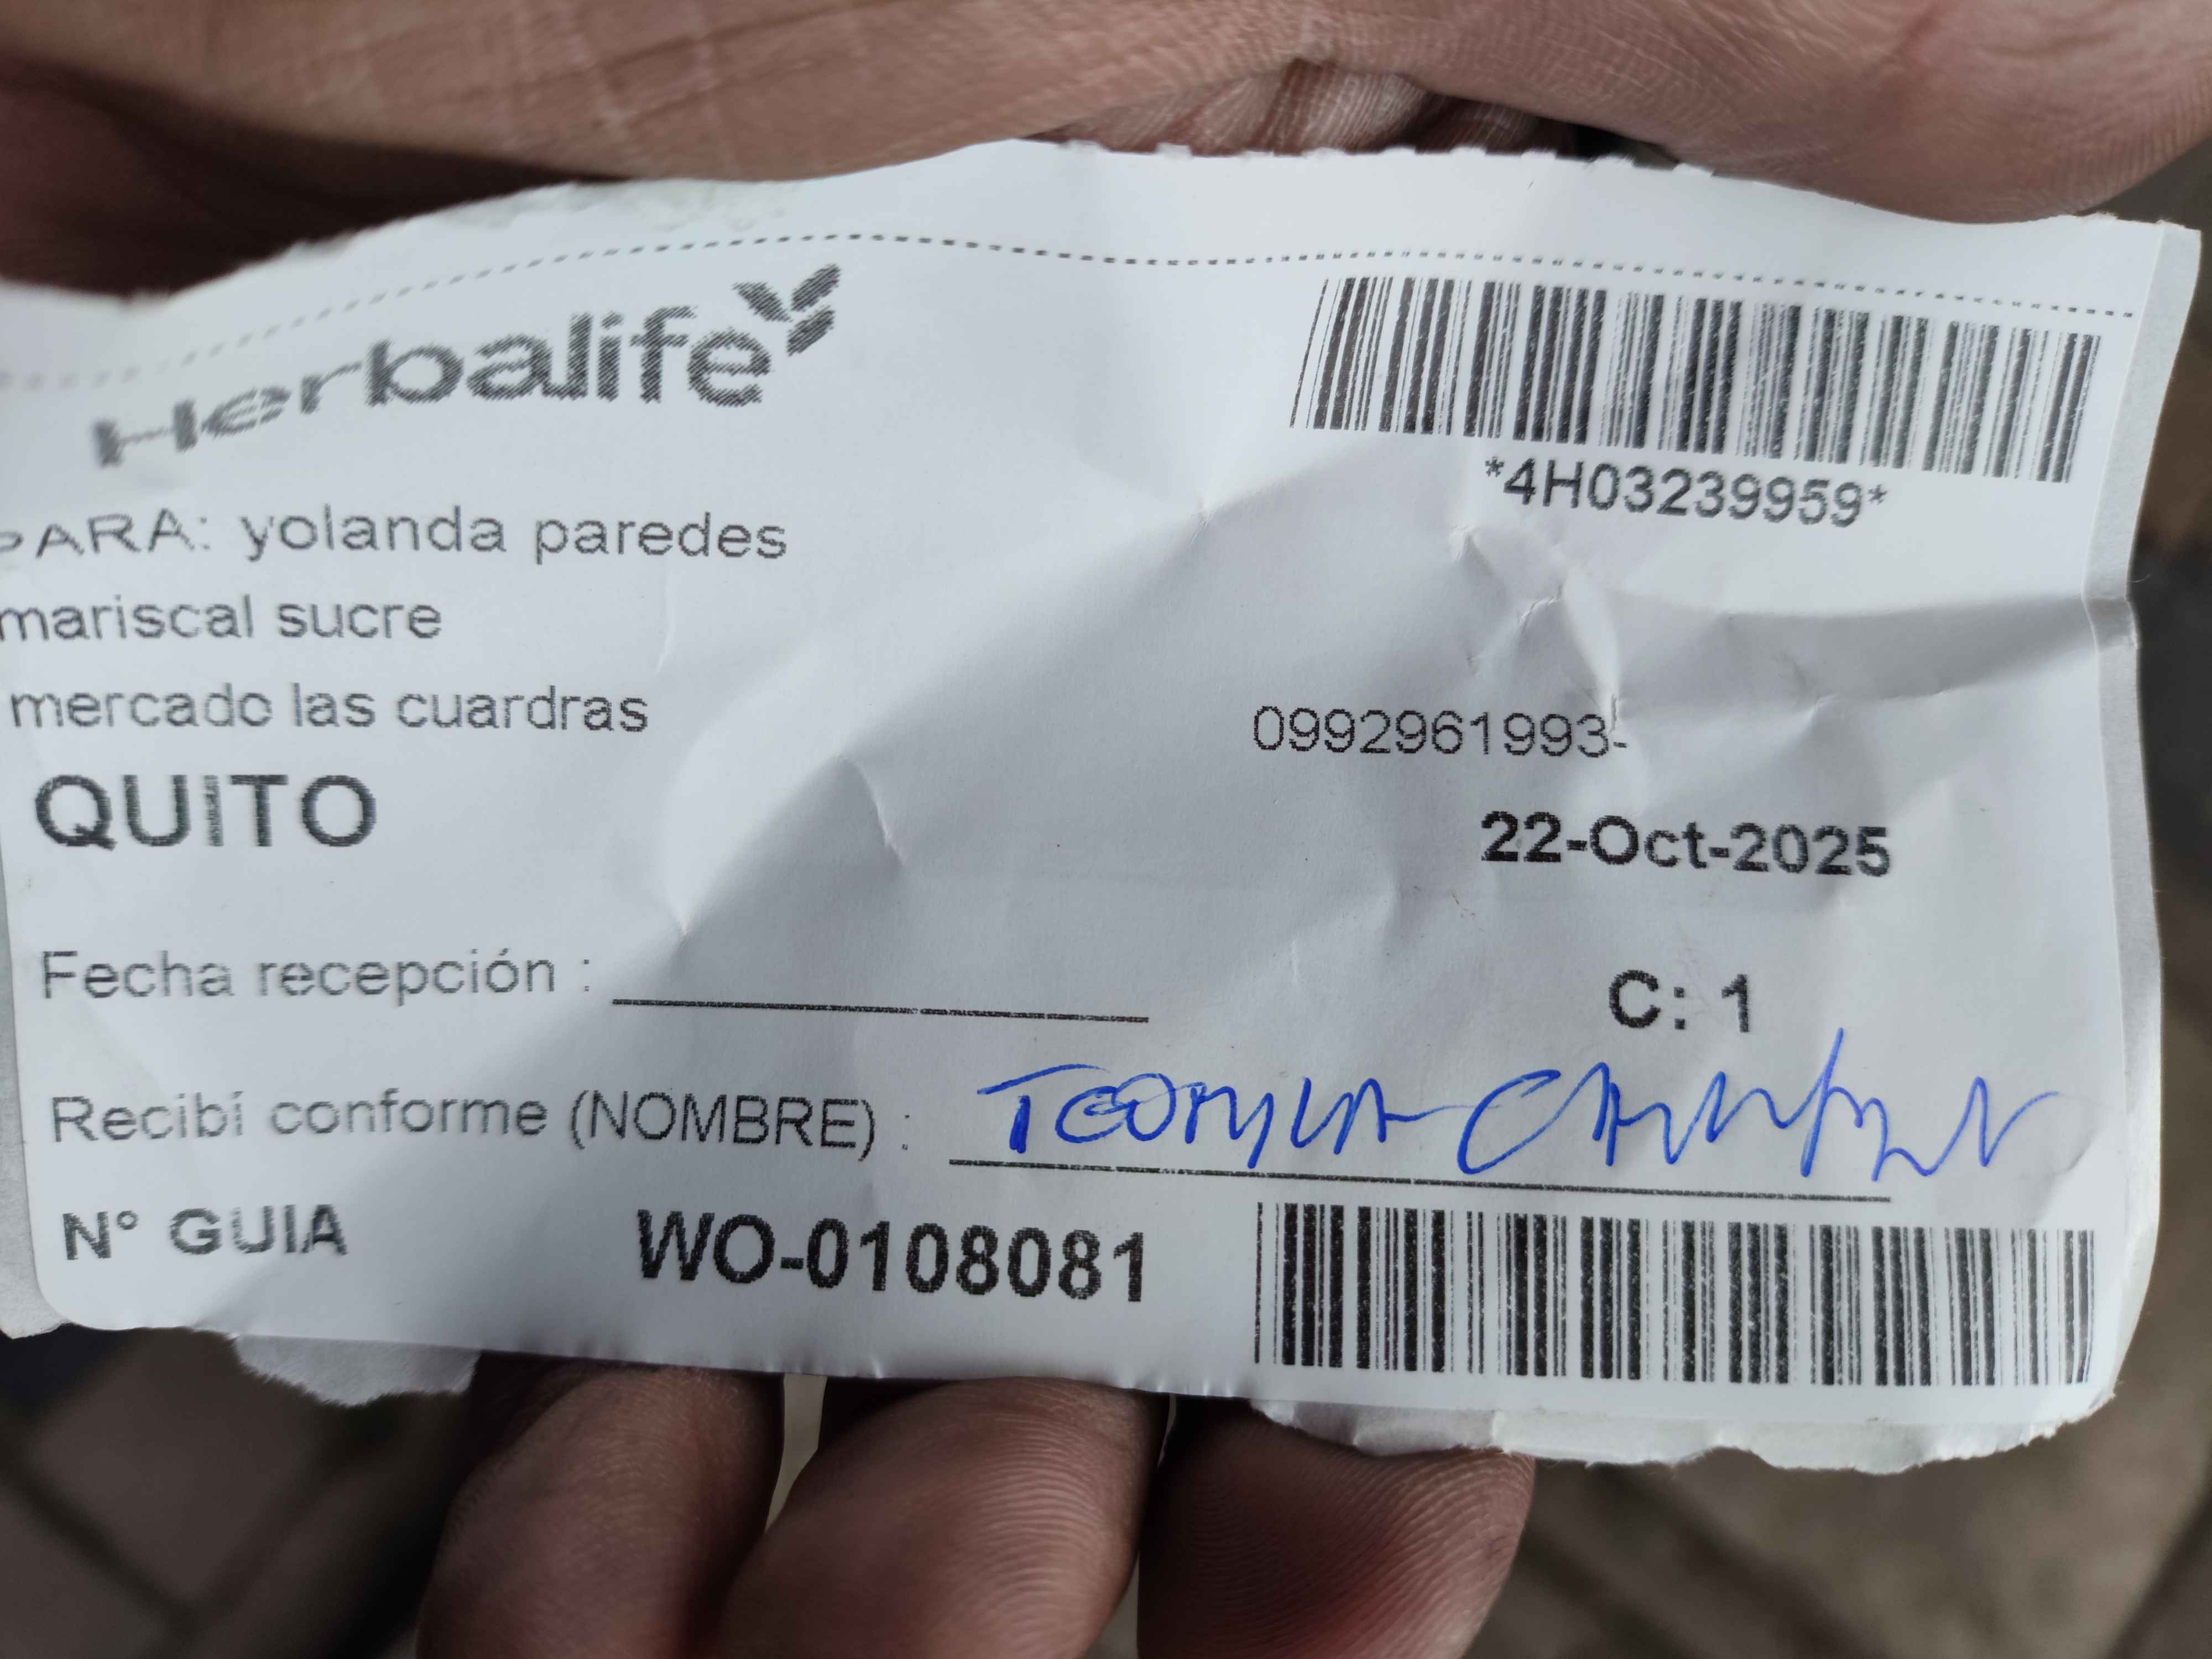 Herbalife
*4H03239959*
PARA: yolanda paredes
mariscal sucre
mercado las cuardras
0992961993-
QUITO
22-Oct-2025
Fecha recepción :
C: 1
Recibí conforme (NOMBRE) :
N° GUIA WO-0108081